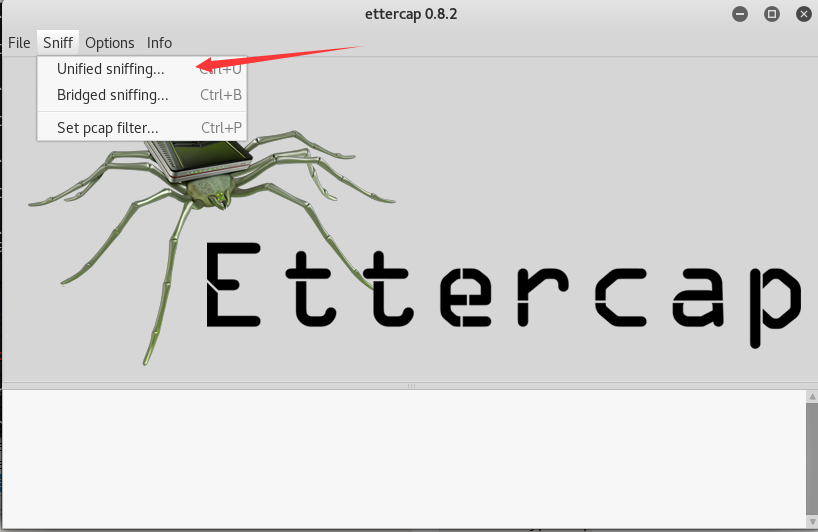 ettercap 0.8.2
File Sniff Options Info
Unified sniffing... Ctrl+U
Bridged sniffing... Ctrl+B
Set pcap filter... Ctrl+P
Ettercap